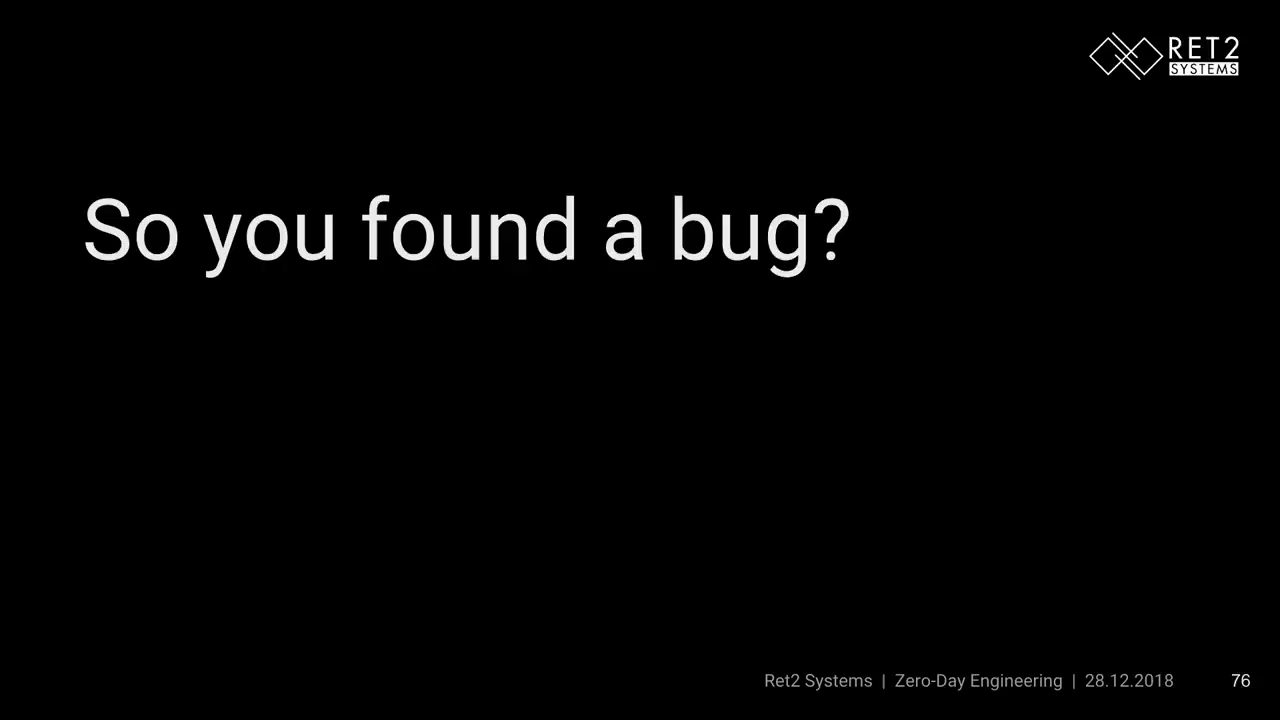 RET2
SYSTEMS
So you found a bug?
Ret2 Systems | Zero-Day Engineering | 28.12.2018 76